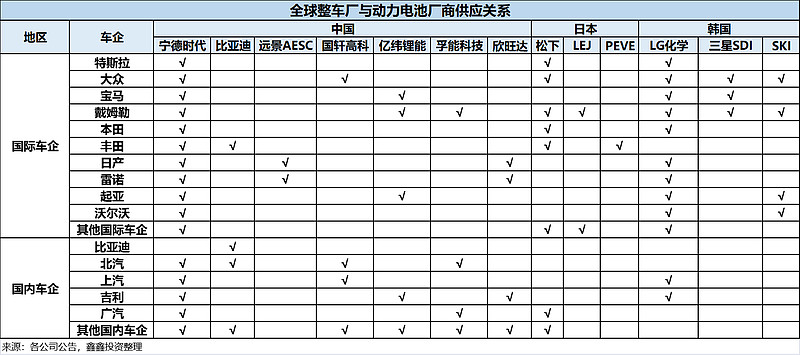 全球整车厂与动力电池厂商供应关系
地区 车企 中国 日本 韩国
宁德时代 比亚迪 远景AESC 国轩高科 亿纬锂能 孚能科技 欣旺达 松下 LEJ PEVE LG化学 三星SDI SKI
国际车企
特斯拉 √ √ √
大众 √ √ √ √ √ √
宝马 √ √ √ √
戴姆勒 √ √ √ √ √ √ √ √
本田 √ √ √
丰田 √ √ √ √
日产 √ √ √ √
雷诺 √ √ √ √
起亚 √ √ √ √
沃尔沃 √ √ √
其他国际车企 √ √ √ √
国内车企
比亚迪 √
北汽 √ √ √ √
上汽 √ √ √
吉利 √ √ √ √
广汽 √ √ √
其他国内车企 √ √ √ √ √ √ √
来源：各公司公告，鑫鑫投资整理